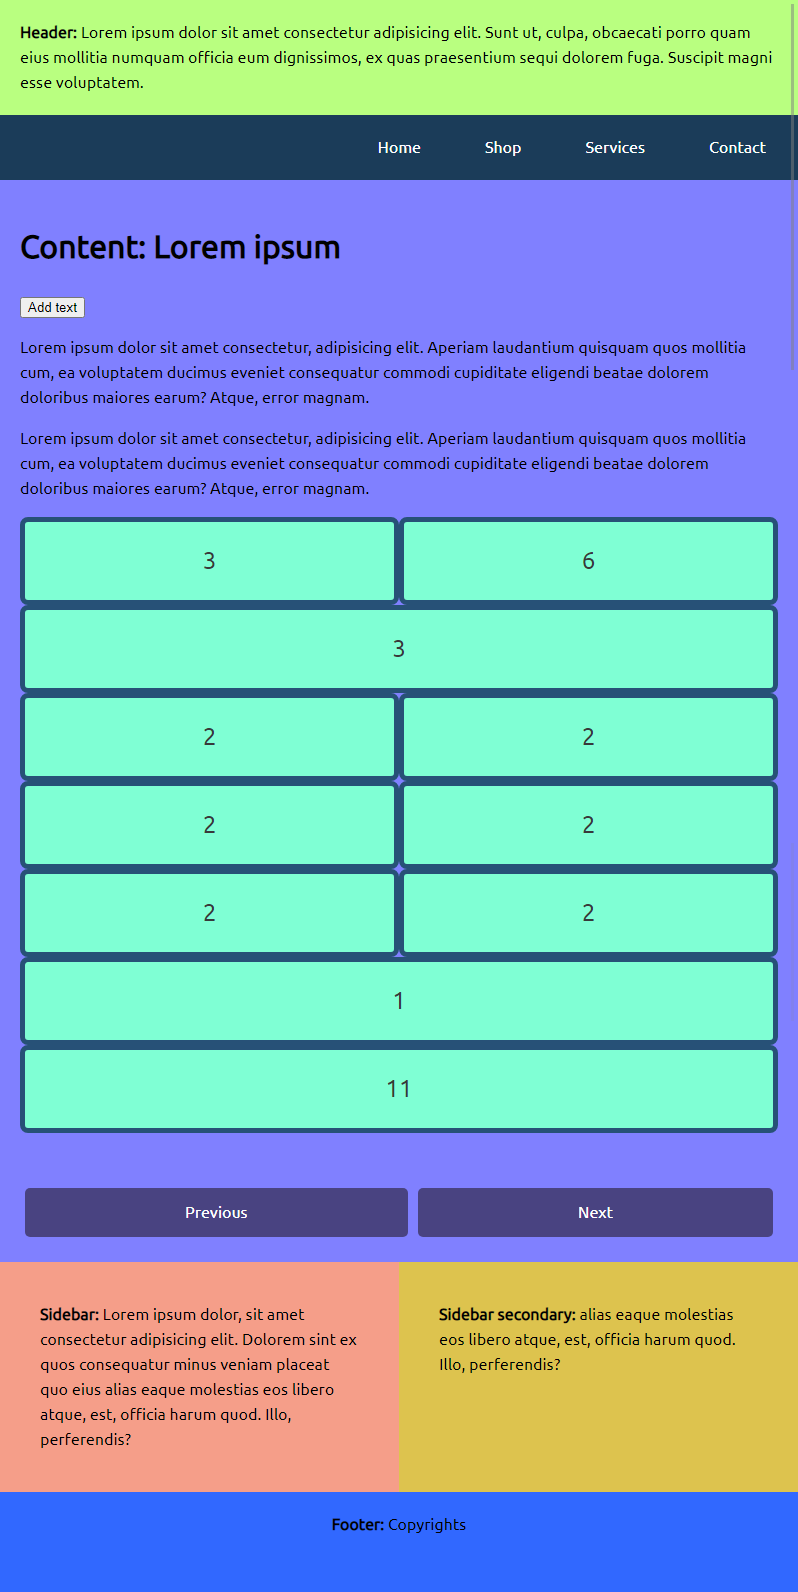 Header: Lorem ipsum dolor sit amet consectetur adipisicing elit. Sunt ut, culpa, obcaecati porro quam
eius mollitia numquam officia eum dignissimos, ex quas praesentium sequi dolorem fuga. Suscipit magni
esse voluptatem.
Home Shop Services Contact
Content: Lorem ipsum
Add text
Lorem ipsum dolor sit amet consectetur, adipisicing elit. Aperiam laudantium quisquam quos mollitia
cum, ea voluptatem ducimus eveniet consequatur commodi cupiditate eligendi beatae dolorem
doloribus maiores earum? Atque, error magnam.
Lorem ipsum dolor sit amet consectetur, adipisicing elit. Aperiam laudantium quisquam quos mollitia
cum, ea voluptatem ducimus eveniet consequatur commodi cupiditate eligendi beatae dolorem
doloribus maiores earum? Atque, error magnam.
3 6
3
2 2
2 2
2 2
1
11
Previous Next
Sidebar: Lorem ipsum dolor, sit amet
consectetur adipisicing elit. Dolorem sint ex
quos consequatur minus veniam placeat
quo eius alias eaque molestias eos libero
atque, est, officia harum quod. Illo,
perferendis?
Sidebar secondary: alias eaque molestias
eos libero atque, est, officia harum quod.
Illo, perferendis?
Footer: Copyrights